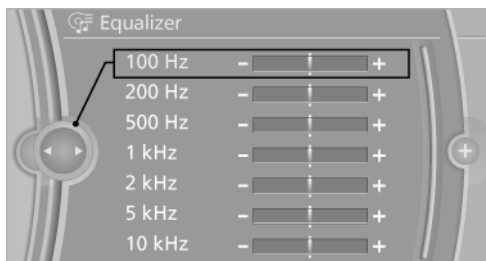 Equalizer
100 Hz - +
200 Hz - +
500 Hz - +
1 kHz - +
2 kHz - +
5 kHz - +
10 kHz - +
+